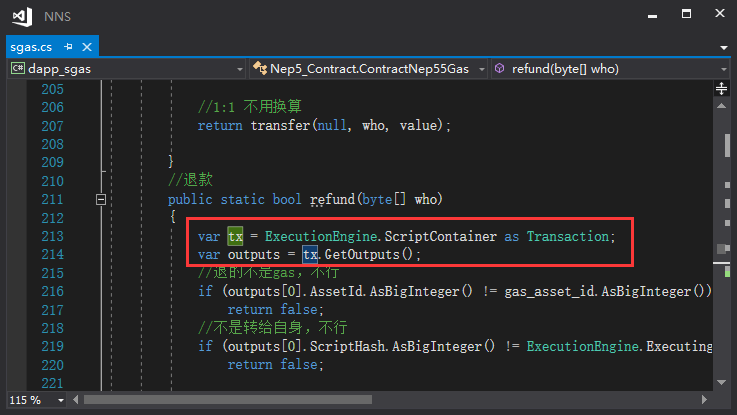 NNS
sgas.cs
dapp_sgas Nep5_Contract.ContractNep55Gas refund(byte[] who)
205
206 //1:1 不用换算
207 return transfer(null, who, value);
208
209 }
210 //退款
211 public static bool refund(byte[] who)
212 {
213 var tx = ExecutionEngine.ScriptContainer as Transaction;
214 var outputs = tx.GetOutputs();
215 //退的不是gas，不行
216 if (outputs[0].AssetId.AsBigInteger() != gas_asset_id.AsBigInteger())
217 return false;
218 //不是转给自身，不行
219 if (outputs[0].ScriptHash.AsBigInteger() != ExecutionEngine.Executing
220 return false;
221
115 %